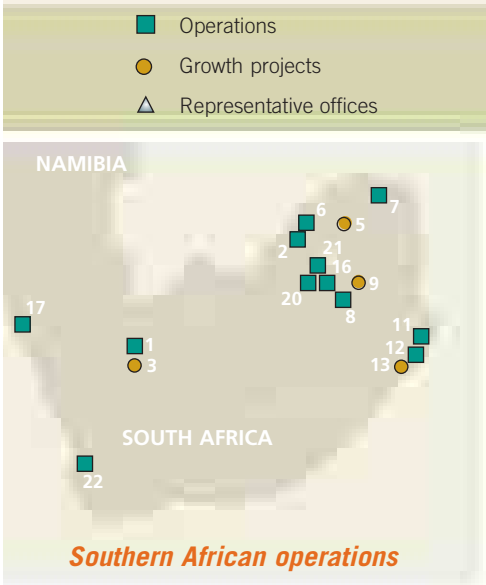 Operations
Growth projects
Representative offices
NAMIBIA
7
6
5
2
21
16
20
9
8
17
11
1
12
3
13
SOUTH AFRICA
22
Southern African operations